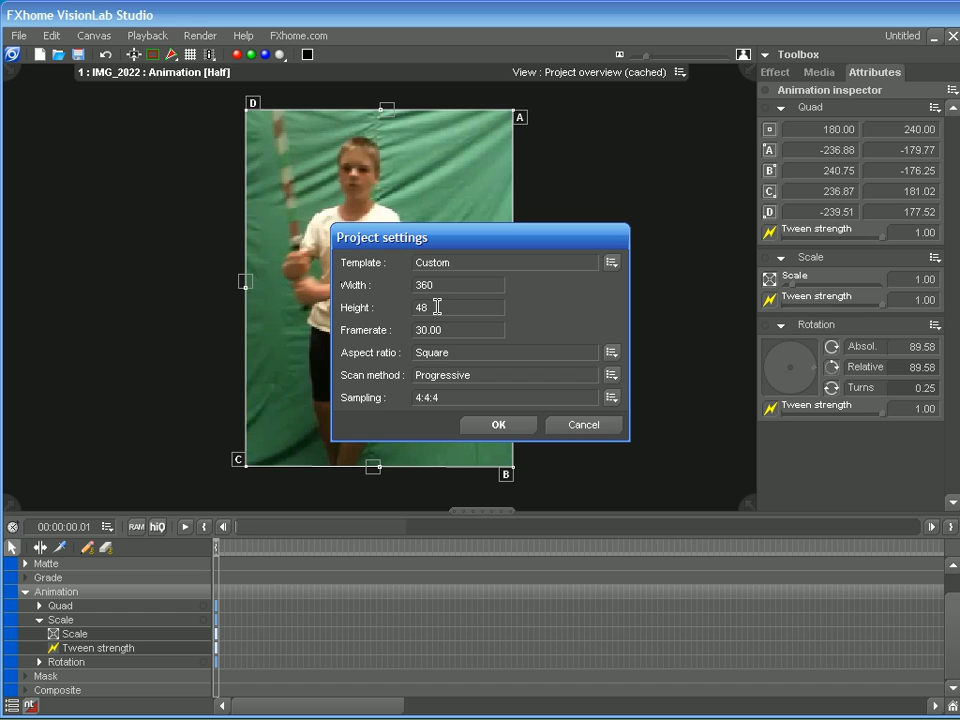 FXhome VisionLab Studio
File Edit Canvas Playback Render Help FXhome.com Untitled
1 : IMG_2022 : Animation [Half] View : Project overview (cached)
Toolbox
Effect Media Attributes
Animation inspector
Quad
180.00 240.00
A -236.88 -179.77
B 240.75 -176.25
C 236.87 181.02
D -239.51 177.52
Tween strength 1.00
Scale
Scale 1.00
Tween strength 1.00
Rotation
Absol. 89.58
Relative 89.58
Turns 0.25
Tween strength 1.00
D
A
C
B
Project settings
Template : Custom
Width : 360
Height : 48
Framerate : 30.00
Aspect ratio : Square
Scan method : Progressive
Sampling : 4:4:4
OK Cancel
00:00:00.01 RAM hiQ
Matte
Grade
Animation
Quad
Scale
Scale
Tween strength
Rotation
Mask
Composite
nt